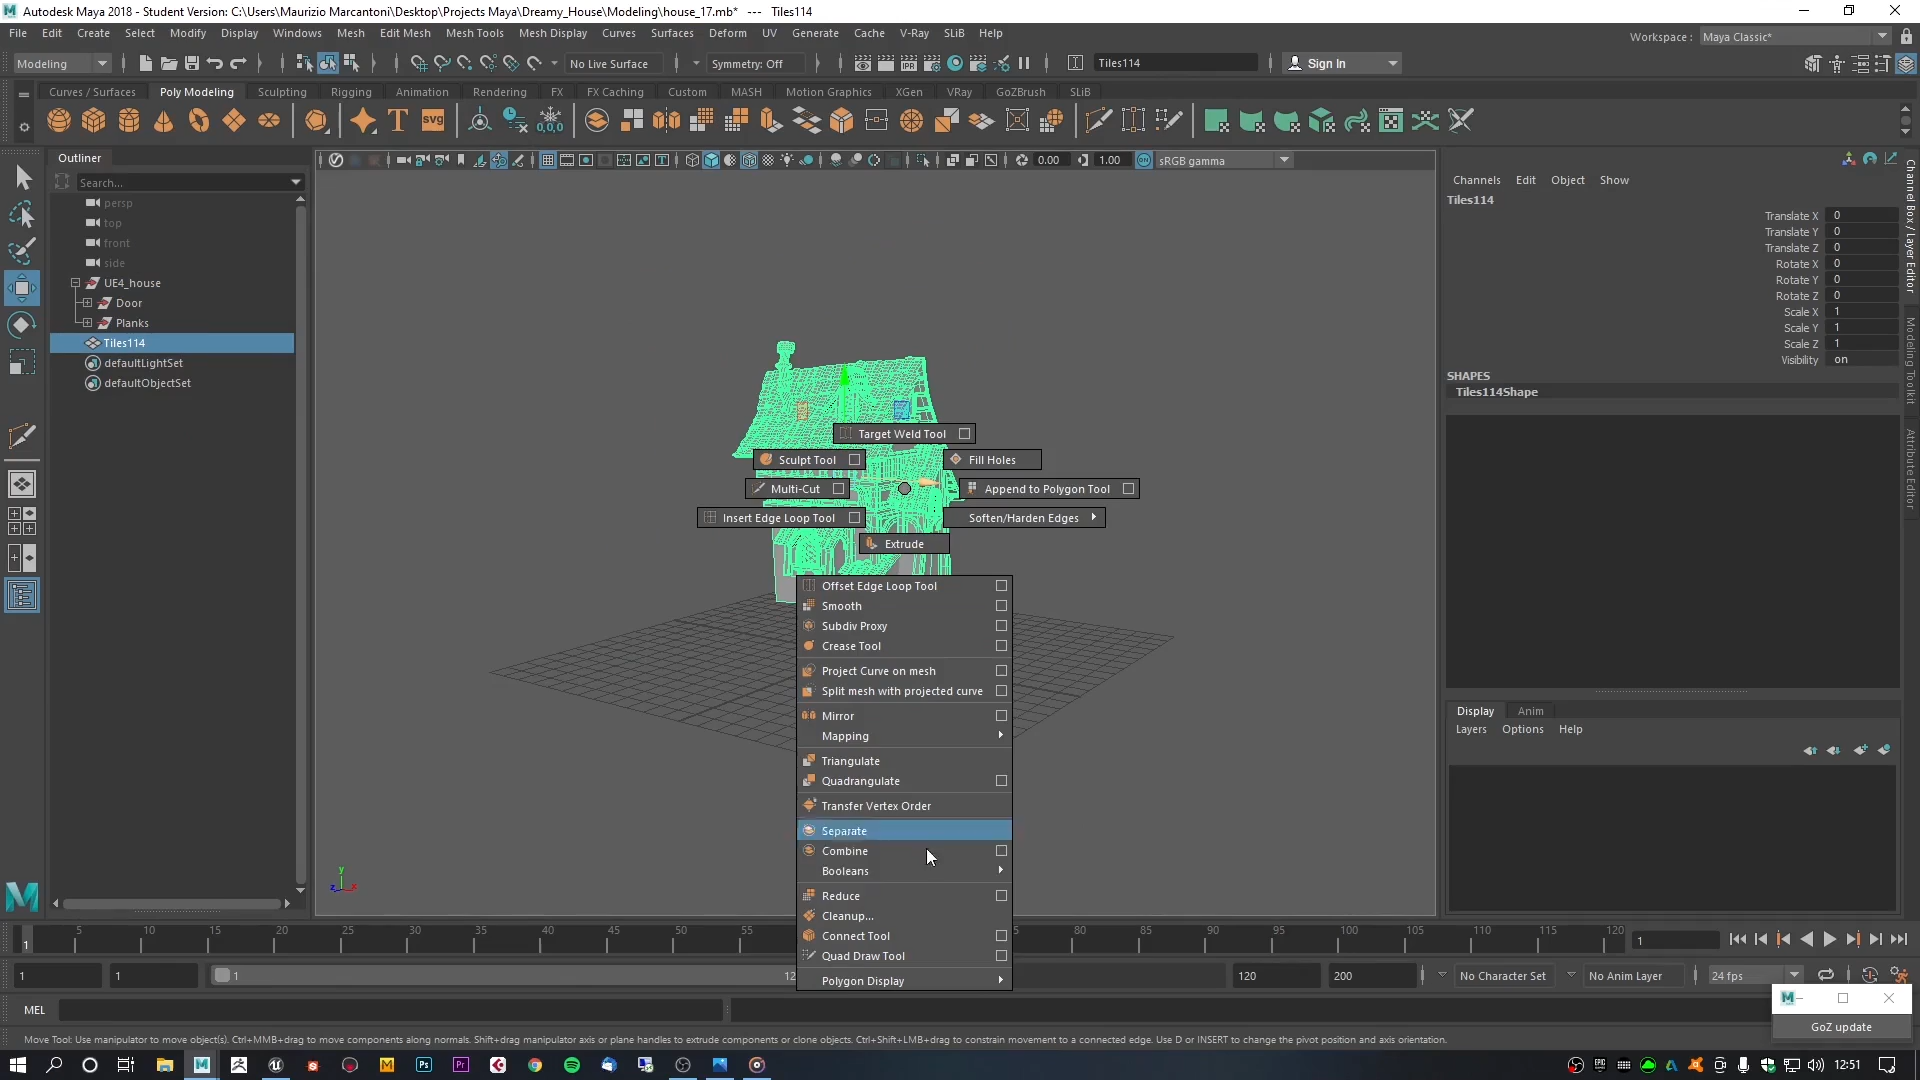 Autodesk Maya 2018 - Student Version: C:\Users\Maurizio Marcantoni\Desktop\Projects Maya\Dreamy_House\Modeling\house_17.mb*   ---   Tiles114
File Edit Create Select Modify Display Windows Mesh Edit Mesh Mesh Tools Mesh Display Curves Surfaces Deform UV Generate Cache V-Ray SLiB Help
Workspace : Maya Classic*
Modeling No Live Surface Symmetry: Off Tiles114 Sign In
Curves / Surfaces Poly Modeling Sculpting Rigging Animation Rendering FX FX Caching Custom MASH Motion Graphics XGen VRay GoZBrush SLiB
Outliner
Search...
persp
top
front
side
UE4_house
Door
Planks
Tiles114
defaultLightSet
defaultObjectSet
0.00 1.00 sRGB gamma
Target Weld Tool
Sculpt Tool Fill Holes
Multi-Cut Append to Polygon Tool
Insert Edge Loop Tool Soften/Harden Edges
Extrude
Offset Edge Loop Tool
Smooth
Subdiv Proxy
Crease Tool
Project Curve on mesh
Split mesh with projected curve
Mirror
Mapping
Triangulate
Quadrangulate
Transfer Vertex Order
Separate
Combine
Booleans
Reduce
Cleanup...
Connect Tool
Quad Draw Tool
Polygon Display
y
z x
Channels Edit Object Show
Tiles114
Translate X 0
Translate Y 0
Translate Z 0
Rotate X 0
Rotate Y 0
Rotate Z 0
Scale X 1
Scale Y 1
Scale Z 1
Visibility on
SHAPES
Tiles114Shape
Channel Box / Layer Editor
Modeling Toolkit
Attribute Editor
Display Anim
Layers Options Help
5 10 15 20 25 30 35 40 45 50 55 75 80 85 90 95 100 105 110 115 120
1 1
1 1 1 12 120 200 No Character Set No Anim Layer 24 fps
MEL
GoZ update
Move Tool: Use manipulator to move object(s). Ctrl+MMB+drag to move components along normals. Shift+drag manipulator axis or plane handles to extrude components or clone objects. Ctrl+Shift+LMB+drag to constrain movement to a connected edge. Use D or INSERT to change the pivot position and axis orientation.
12:51